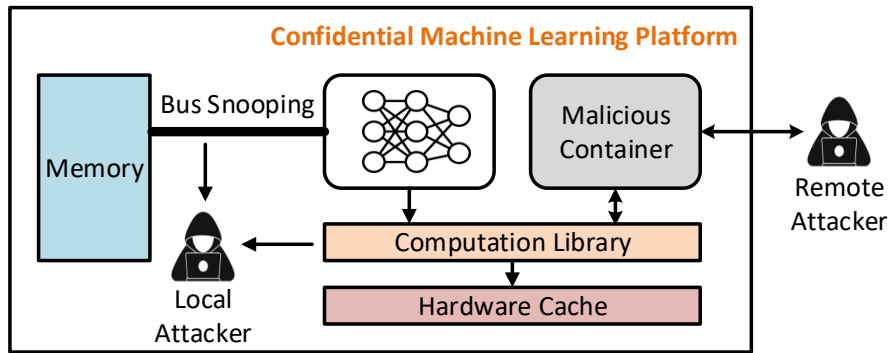 Confidential Machine Learning Platform
Bus Snooping
Memory
Malicious
Container
Remote
Attacker
Computation Library
Local
Attacker
Hardware Cache